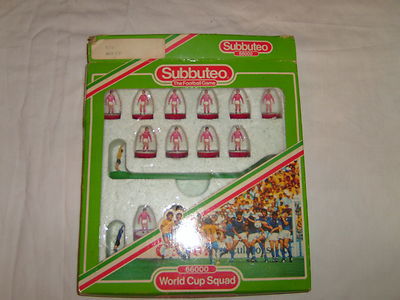 Subbuteo
66000
Subbuteo
The Football Game
66000
World Cup Squad